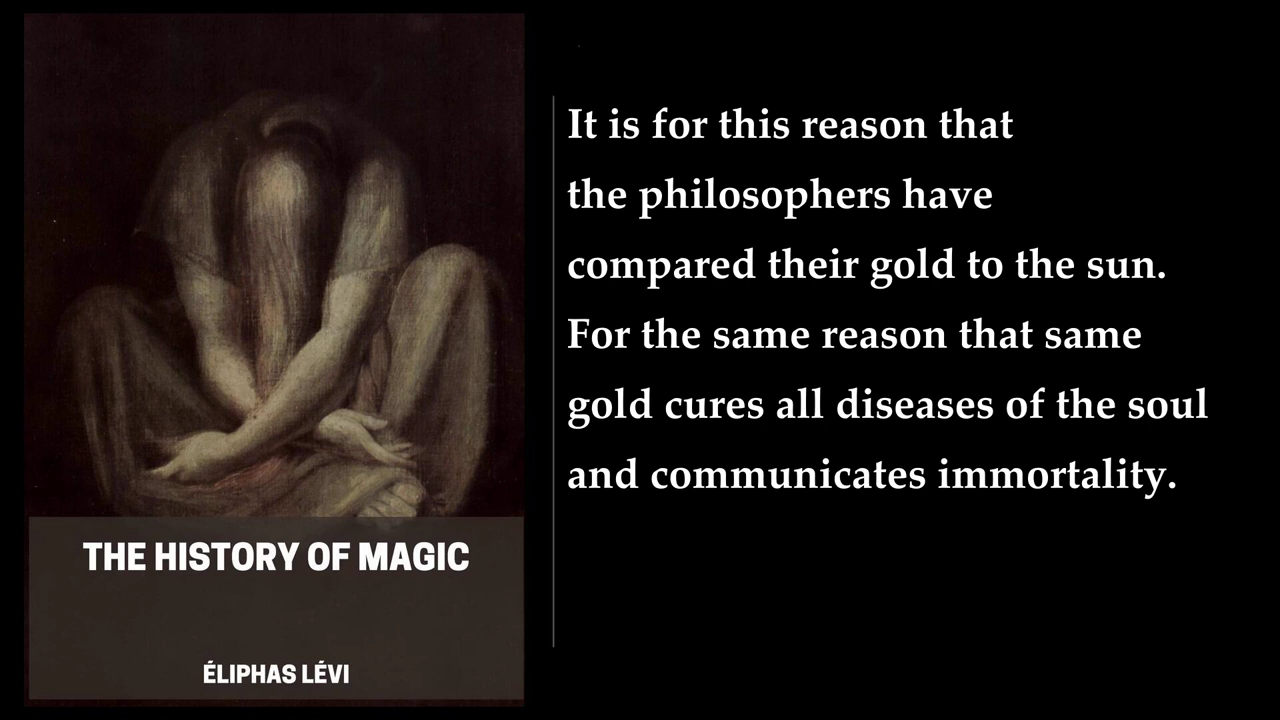 It is for this reason that
the philosophers have
compared their gold to the sun.
For the same reason that same
gold cures all diseases of the soul
and communicates immortality.
THE HISTORY OF MAGIC
ÉLIPHAS LÉVI